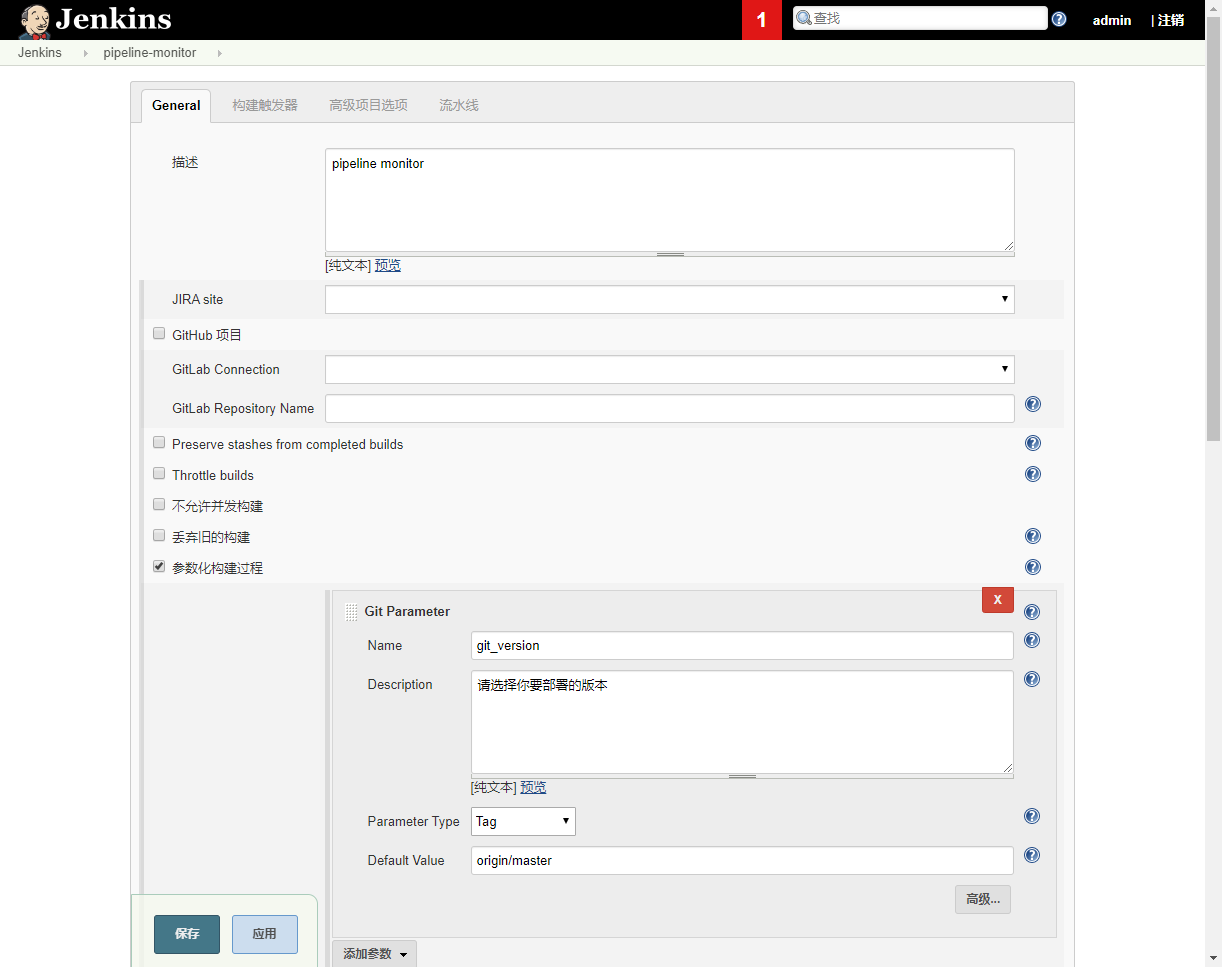 Jenkins
1
查找
admin
| 注销
Jenkins
pipeline-monitor
General
构建触发器
高级项目选项
流水线
描述
pipeline monitor
[纯文本] 预览
JIRA site
GitHub 项目
GitLab Connection
GitLab Repository Name
Preserve stashes from completed builds
Throttle builds
不允许并发构建
丢弃旧的构建
参数化构建过程
X
Git Parameter
Name
git_version
Description
请选择你要部署的版本
[纯文本] 预览
Parameter Type
Tag
Default Value
origin/master
高级...
保存
应用
添加参数